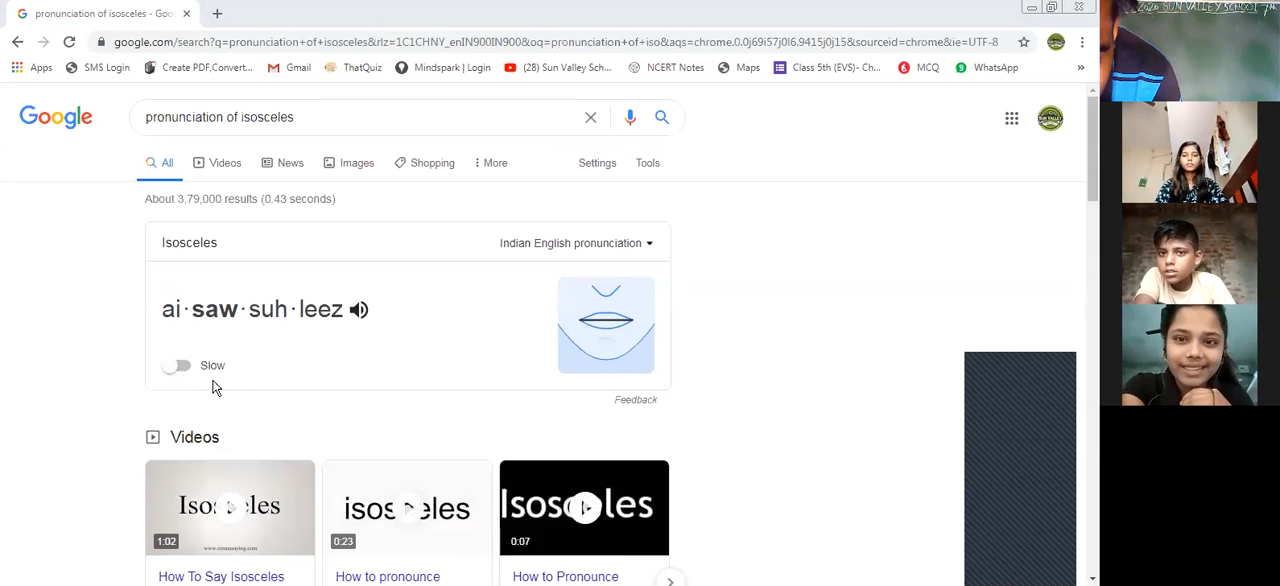 pronunciation of isosceles - Goo
google.com/search?q=pronunciation+of+isosceles&rlz=1C1CHNY_enIN900IN900&oq=pronunciation+of+iso&aqs=chrome.0.0j69i57j0l6.9415j0j15&sourceid=chrome&ie=UTF-8
Apps SMS Login Create PDF,Convert... Gmail ThatQuiz Mindspark | Login (28) Sun Valley Sch... NCERT Notes Maps Class 5th (EVS)- Ch... MCQ WhatsApp »
Google pronunciation of isosceles
All Videos News Images Shopping More Settings Tools
About 3,79,000 results (0.43 seconds)
Isosceles Indian English pronunciation
ai·saw·suh·leez
Slow
Feedback
Videos
Isosceles
1:02
isosceles
0:23
Isosceles
0:07
How To Say Isosceles
How to pronounce
How to Pronounce
2020 SUN VALLEY SCHOOL 7th